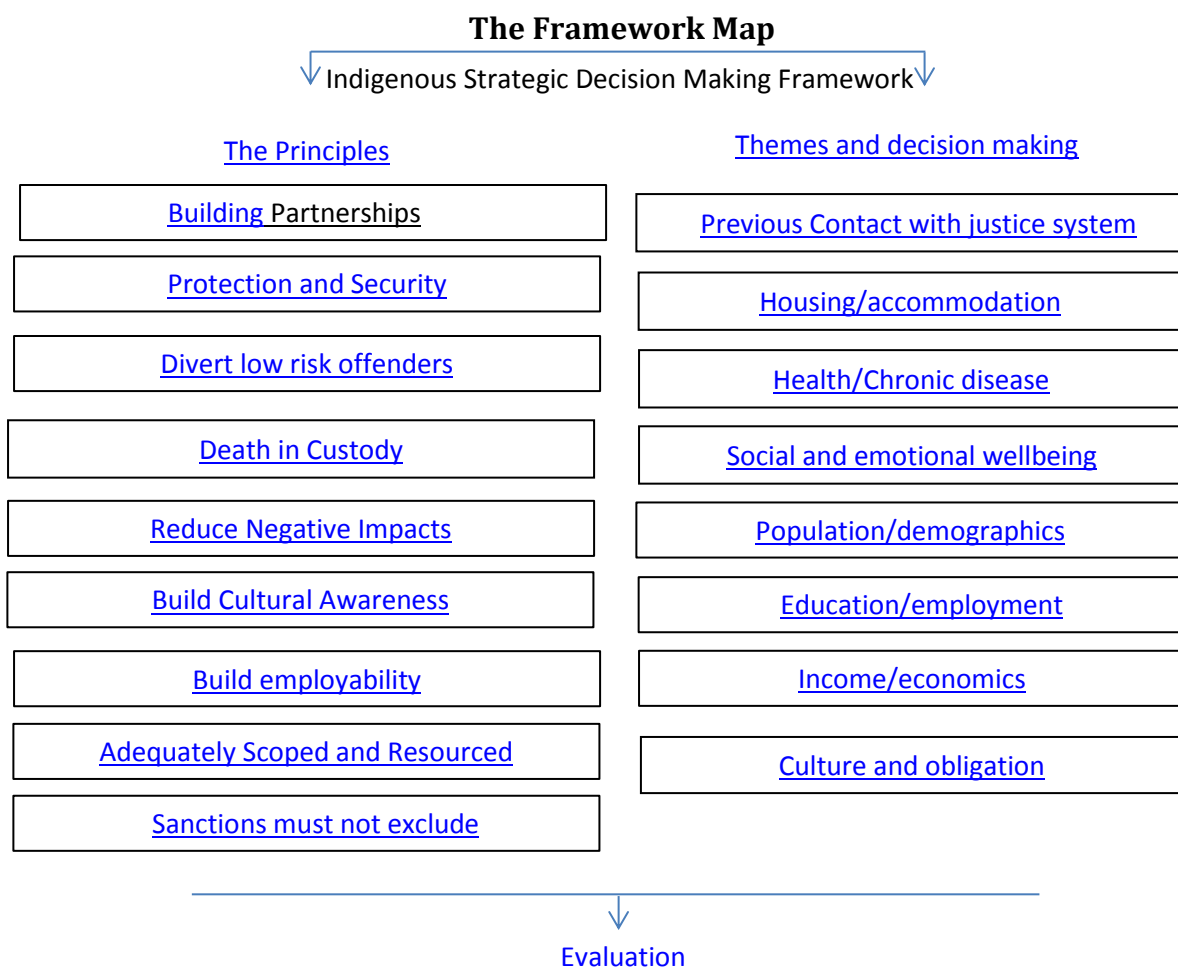 The Framework Map
Indigenous Strategic Decision Making Framework
The Principles
Building Partnerships
Protection and Security
Divert low risk offenders
Death in Custody
Reduce Negative Impacts
Build Cultural Awareness
Build employability
Adequately Scoped and Resourced
Sanctions must not exclude
Themes and decision making
Previous Contact with justice system
Housing/accommodation
Health/Chronic disease
Social and emotional wellbeing
Population/demographics
Education/employment
Income/economics
Culture and obligation
Evaluation